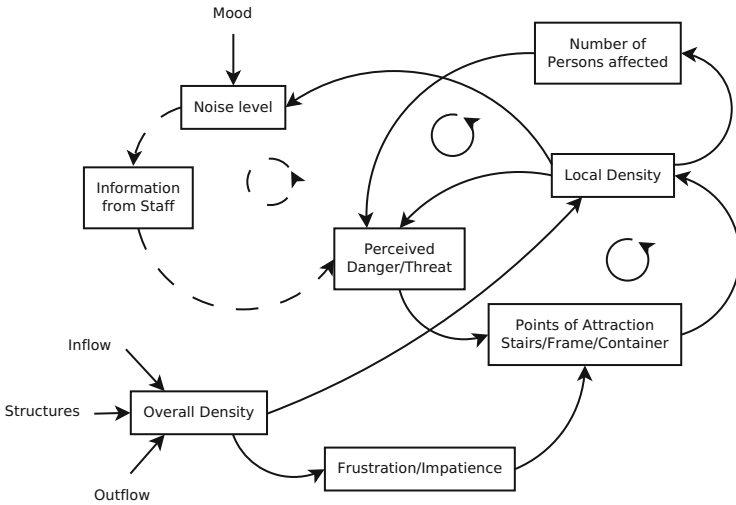 Mood
Number of
Persons affected
Noise level
Local Density
Information
from Staff
Perceived
Danger/Threat
Points of Attraction
Stairs/Frame/Container
Inflow
Structures
Overall Density
Frustration/Impatience
Outflow